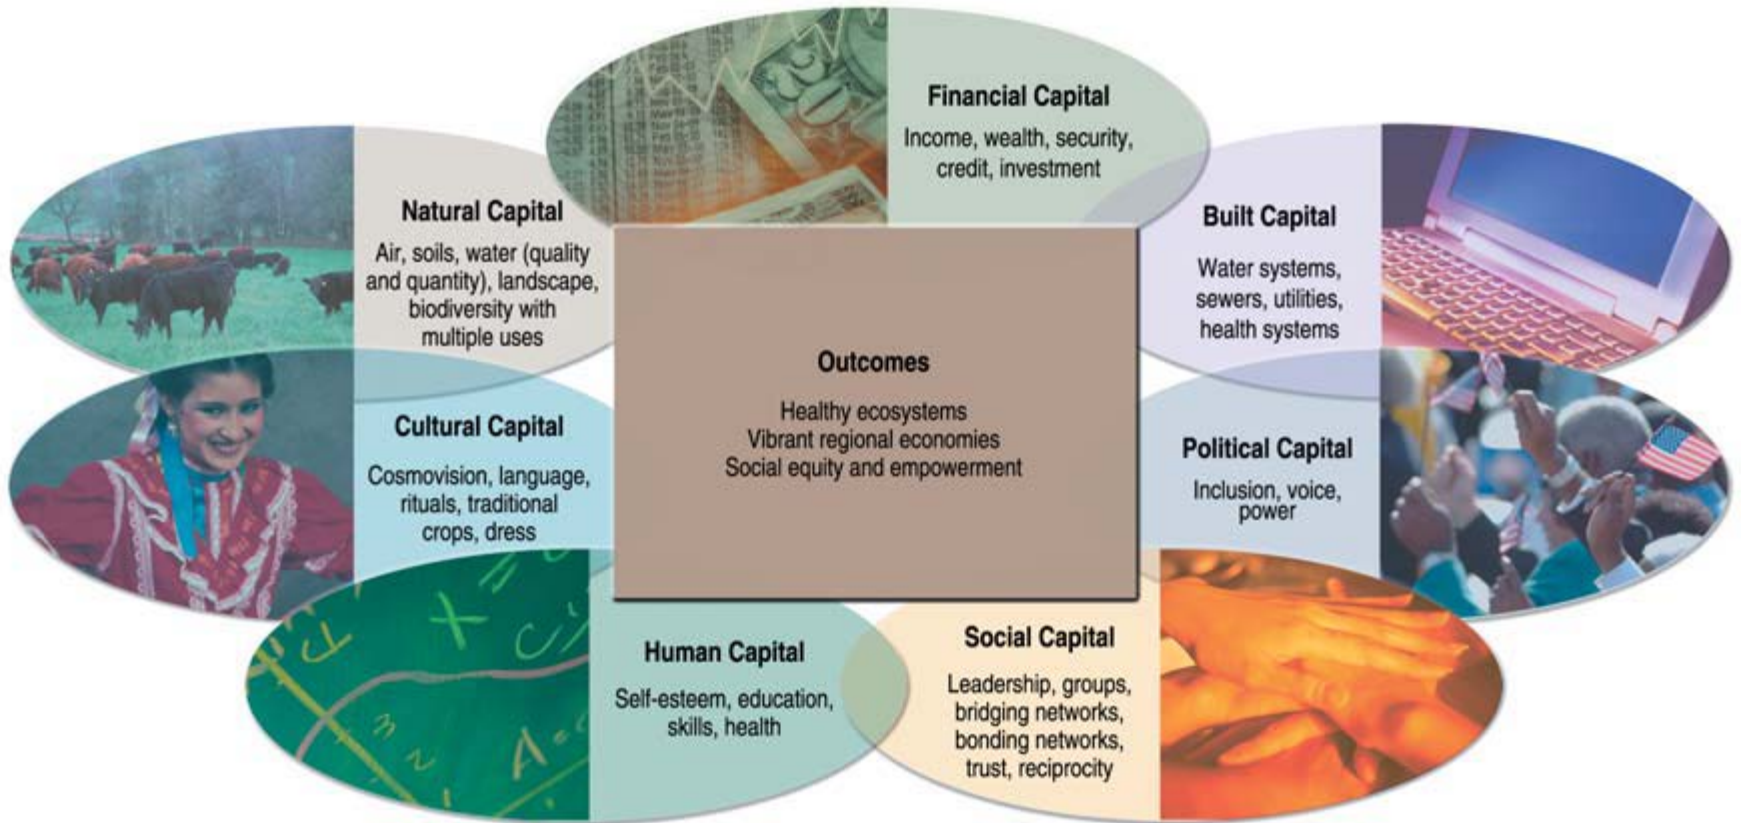 Financial Capital
Income, wealth, security,
credit, investment
Natural Capital
Air, soils, water (quality
and quantity), landscape,
biodiversity with
multiple uses
Built Capital
Water systems,
sewers, utilities,
health systems
Outcomes
Healthy ecosystems
Vibrant regional economies
Social equity and empowerment
Cultural Capital
Cosmovision, language,
rituals, traditional
crops, dress
Political Capital
Inclusion, voice,
power
Human Capital
Self-esteem, education,
skills, health
Social Capital
Leadership, groups,
bridging networks,
bonding networks,
trust, reciprocity